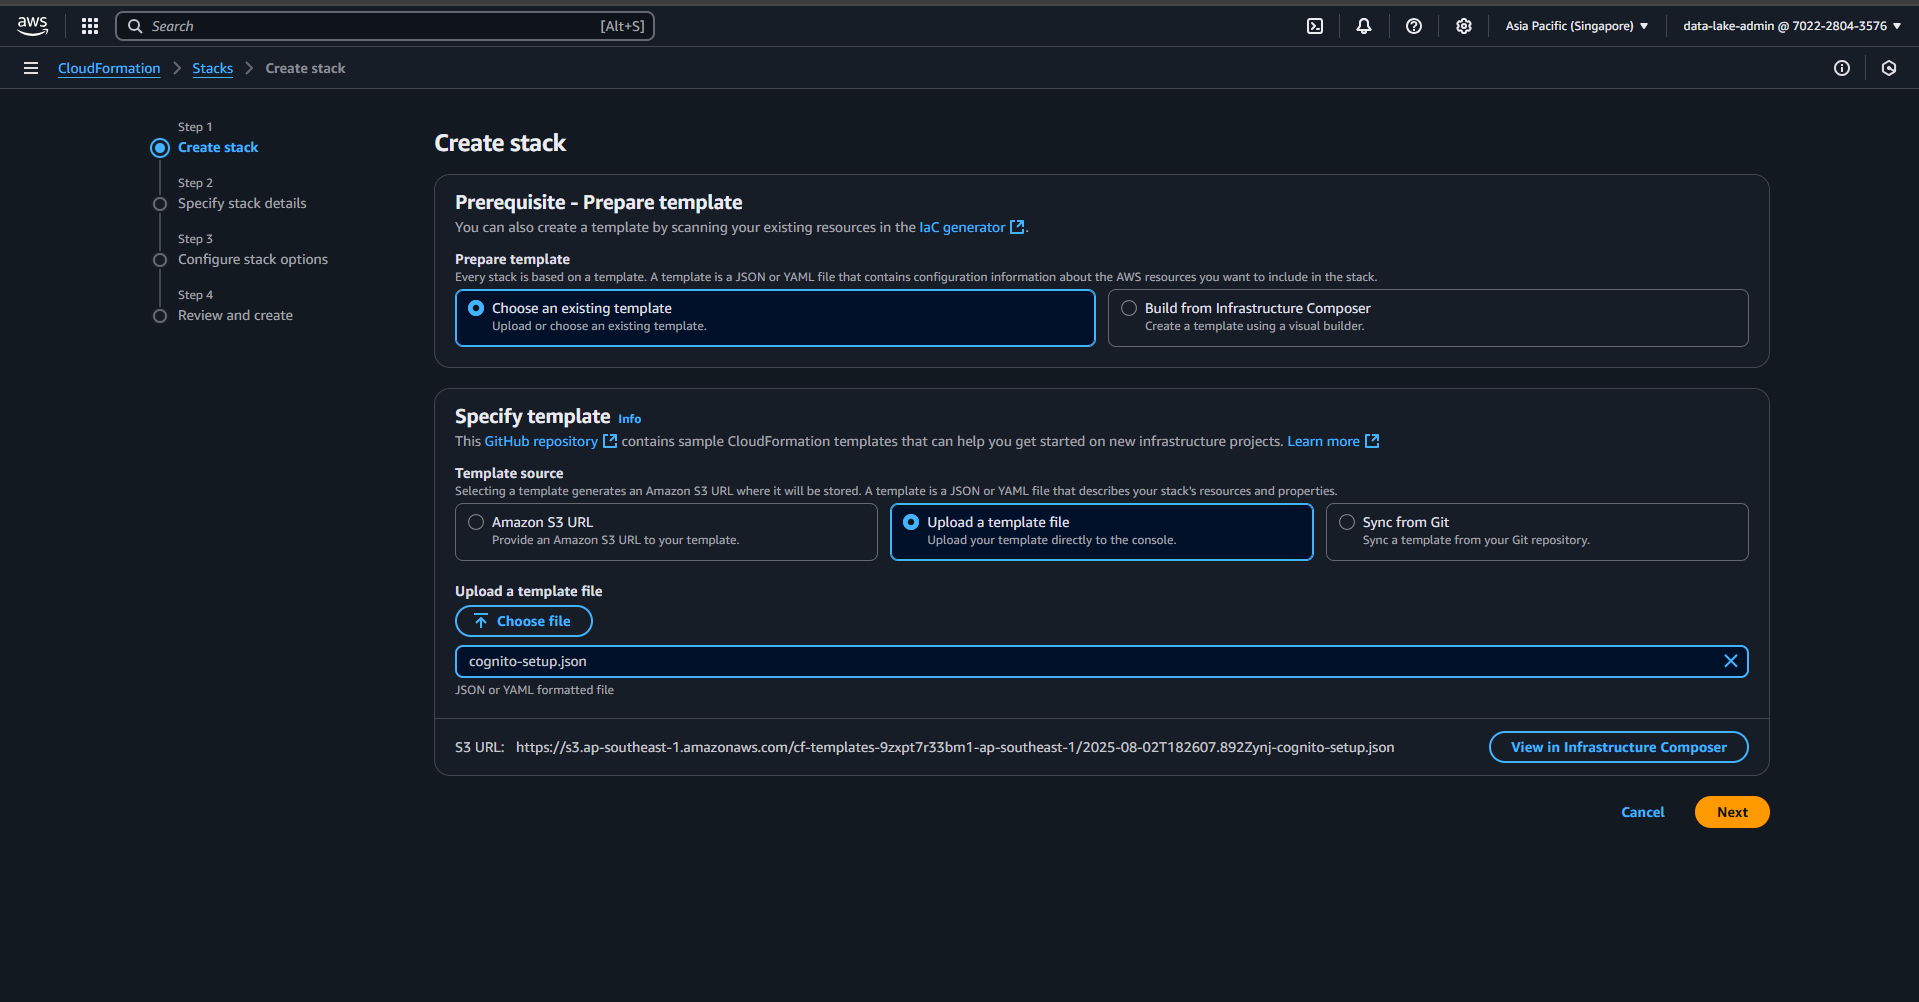 aws
Search [Alt+S]
Asia Pacific (Singapore)
data-lake-admin @ 7022-2804-3576
CloudFormation
Stacks
Create stack
Step 1
Create stack
Step 2
Specify stack details
Step 3
Configure stack options
Step 4
Review and create
Create stack
Prerequisite - Prepare template
You can also create a template by scanning your existing resources in the IaC generator.
Prepare template
Every stack is based on a template. A template is a JSON or YAML file that contains configuration information about the AWS resources you want to include in the stack.
Choose an existing template
Upload or choose an existing template.
Build from Infrastructure Composer
Create a template using a visual builder.
Specify template Info
This GitHub repository contains sample CloudFormation templates that can help you get started on new infrastructure projects. Learn more
Template source
Selecting a template generates an Amazon S3 URL where it will be stored. A template is a JSON or YAML file that describes your stack's resources and properties.
Amazon S3 URL
Provide an Amazon S3 URL to your template.
Upload a template file
Upload your template directly to the console.
Sync from Git
Sync a template from your Git repository.
Upload a template file
Choose file
cognito-setup.json
JSON or YAML formatted file
S3 URL: https://s3.ap-southeast-1.amazonaws.com/cf-templates-9zxpt7r33bm1-ap-southeast-1/2025-08-02T182607.892Zynj-cognito-setup.json
View in Infrastructure Composer
Cancel
Next